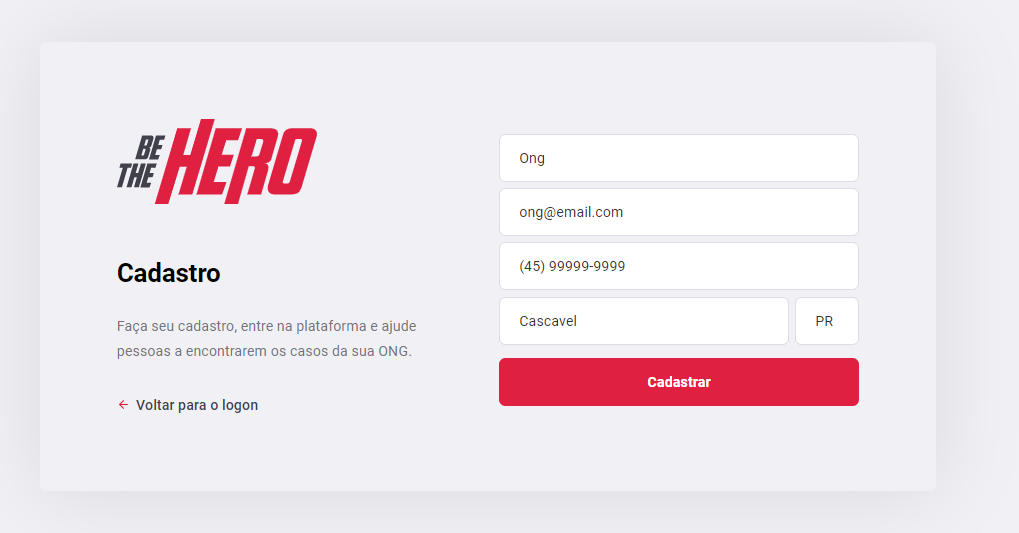 BE
THE HERO
Cadastro
Faça seu cadastro, entre na plataforma e ajude
pessoas a encontrarem os casos da sua ONG.
← Voltar para o logon
Ong
ong@email.com
(45) 99999-9999
Cascavel PR
Cadastrar